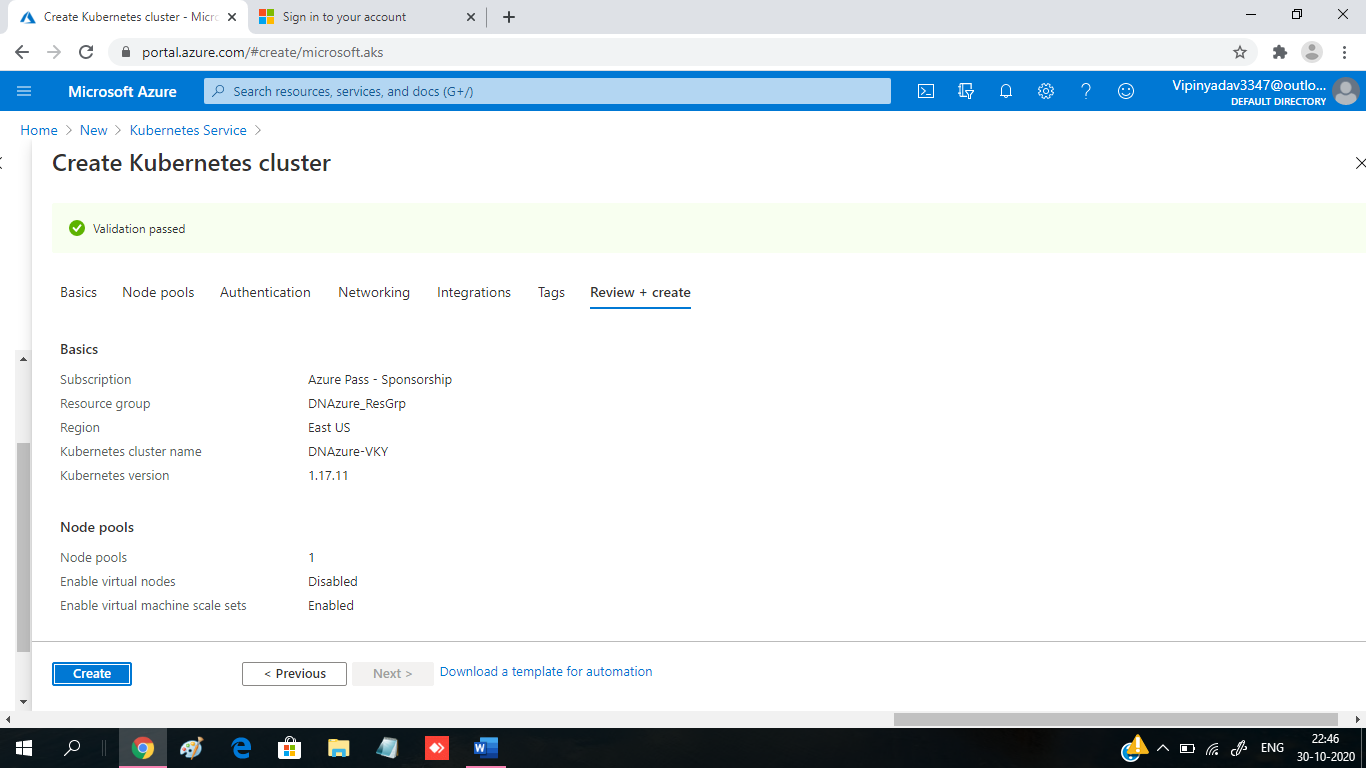 Create Kubernetes cluster - Micro
Sign in to your account
portal.azure.com/#create/microsoft.aks
Microsoft Azure
Search resources, services, and docs (G+/)
Vipinyadav3347@outlo...
DEFAULT DIRECTORY
Home > New > Kubernetes Service >
Create Kubernetes cluster
Validation passed
Basics Node pools Authentication Networking Integrations Tags Review + create
Basics
Subscription Azure Pass - Sponsorship
Resource group DNAzure_ResGrp
Region East US
Kubernetes cluster name DNAzure-VKY
Kubernetes version 1.17.11
Node pools
Node pools 1
Enable virtual nodes Disabled
Enable virtual machine scale sets Enabled
Create < Previous Next > Download a template for automation
ENG
22:46
30-10-2020